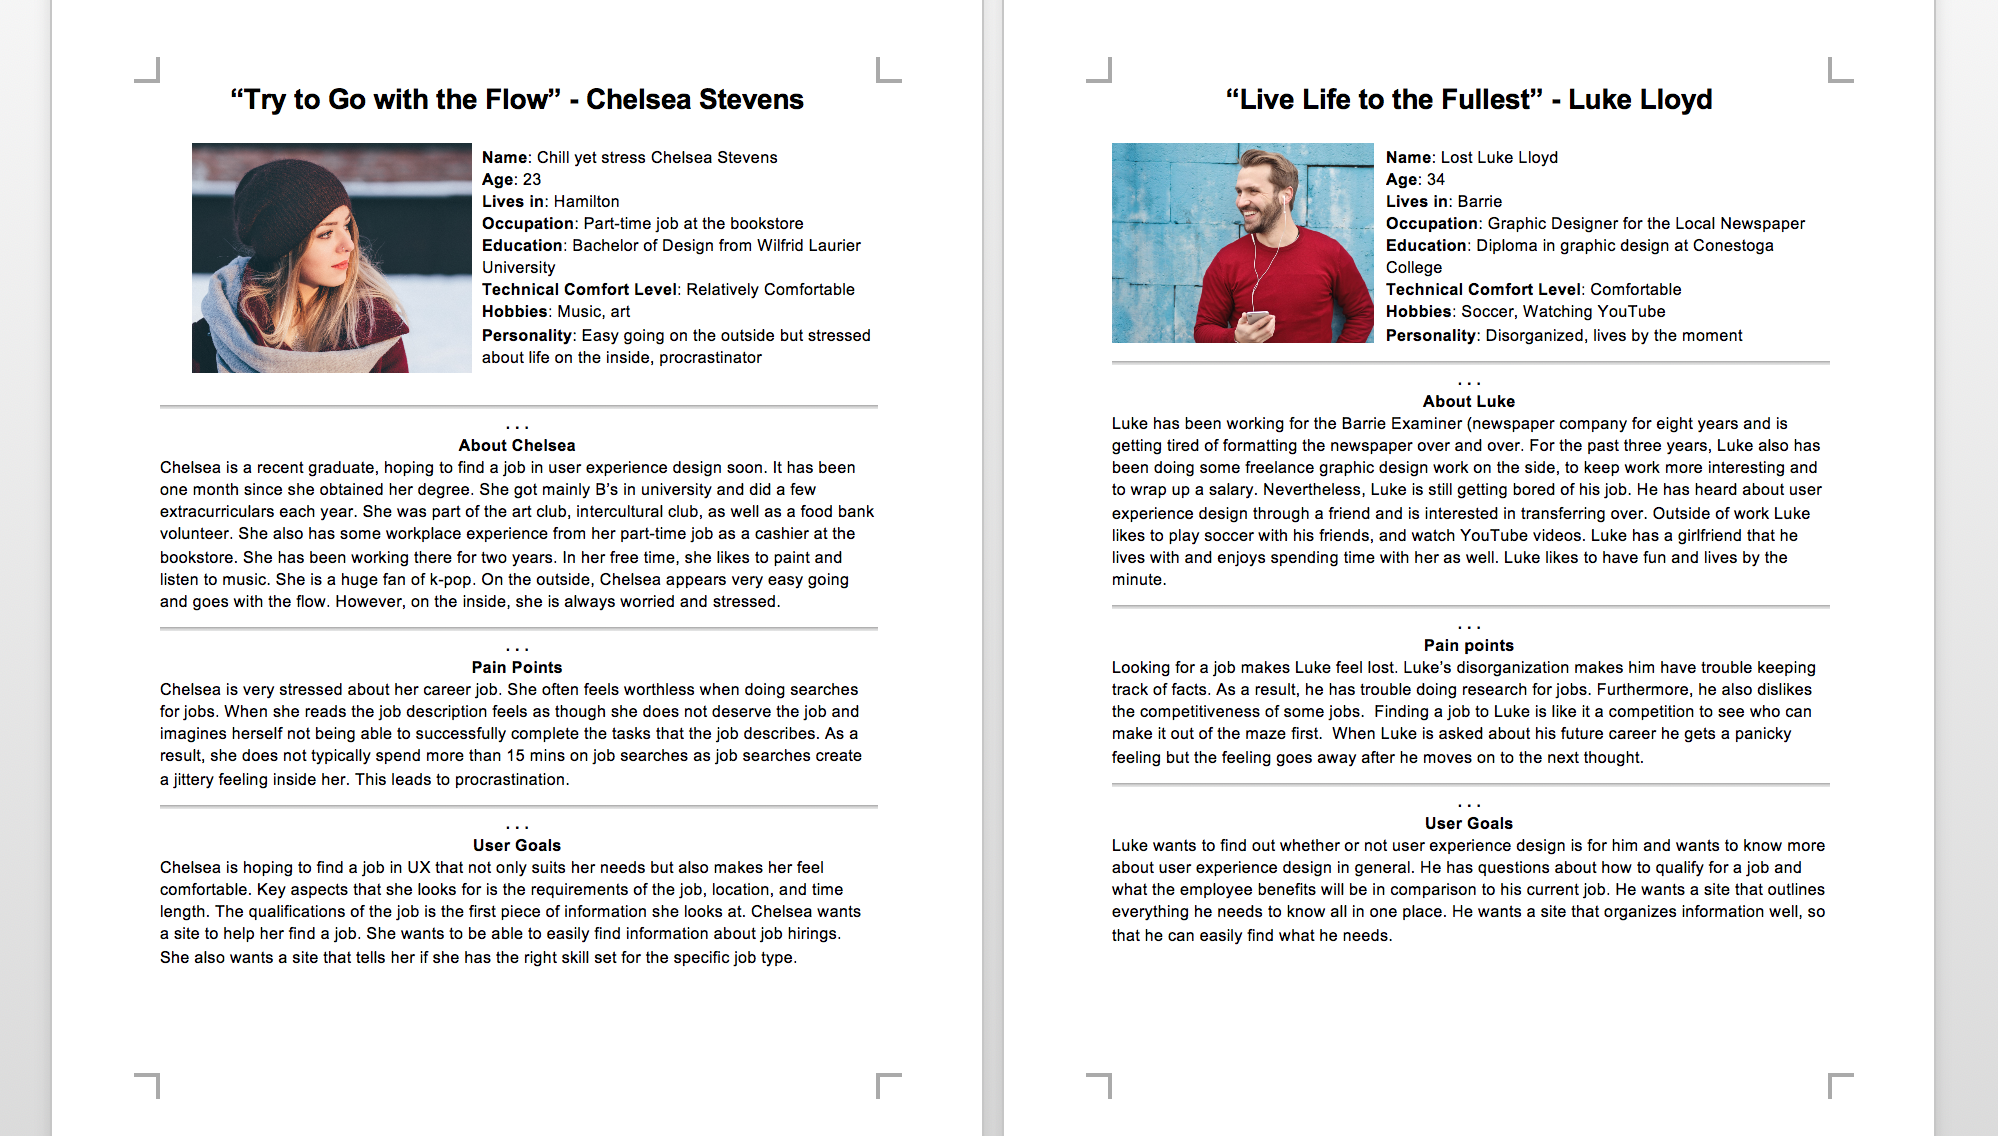 “Try to Go with the Flow” - Chelsea Stevens
Name: Chill yet stress Chelsea Stevens
Age: 23
Lives in: Hamilton
Occupation: Part-time job at the bookstore
Education: Bachelor of Design from Wilfrid Laurier
University
Technical Comfort Level: Relatively Comfortable
Hobbies: Music, art
Personality: Easy going on the outside but stressed
about life on the inside, procrastinator
. . .
About Chelsea
Chelsea is a recent graduate, hoping to find a job in user experience design soon. It has been
one month since she obtained her degree. She got mainly B’s in university and did a few
extracurriculars each year. She was part of the art club, intercultural club, as well as a food bank
volunteer. She also has some workplace experience from her part-time job as a cashier at the
bookstore. She has been working there for two years. In her free time, she likes to paint and
listen to music. She is a huge fan of k-pop. On the outside, Chelsea appears very easy going
and goes with the flow. However, on the inside, she is always worried and stressed.
. . .
Pain Points
Chelsea is very stressed about her career job. She often feels worthless when doing searches
for jobs. When she reads the job description feels as though she does not deserve the job and
imagines herself not being able to successfully complete the tasks that the job describes. As a
result, she does not typically spend more than 15 mins on job searches as job searches create
a jittery feeling inside her. This leads to procrastination.
. . .
User Goals
Chelsea is hoping to find a job in UX that not only suits her needs but also makes her feel
comfortable. Key aspects that she looks for is the requirements of the job, location, and time
length. The qualifications of the job is the first piece of information she looks at. Chelsea wants
a site to help her find a job. She wants to be able to easily find information about job hirings.
She also wants a site that tells her if she has the right skill set for the specific job type.
“Live Life to the Fullest” - Luke Lloyd
Name: Lost Luke Lloyd
Age: 34
Lives in: Barrie
Occupation: Graphic Designer for the Local Newspaper
Education: Diploma in graphic design at Conestoga
College
Technical Comfort Level: Comfortable
Hobbies: Soccer, Watching YouTube
Personality: Disorganized, lives by the moment
. . .
About Luke
Luke has been working for the Barrie Examiner (newspaper company for eight years and is
getting tired of formatting the newspaper over and over. For the past three years, Luke also has
been doing some freelance graphic design work on the side, to keep work more interesting and
to wrap up a salary. Nevertheless, Luke is still getting bored of his job. He has heard about user
experience design through a friend and is interested in transferring over. Outside of work Luke
likes to play soccer with his friends, and watch YouTube videos. Luke has a girlfriend that he
lives with and enjoys spending time with her as well. Luke likes to have fun and lives by the
minute.
. . .
Pain points
Looking for a job makes Luke feel lost. Luke’s disorganization makes him have trouble keeping
track of facts. As a result, he has trouble doing research for jobs. Furthermore, he also dislikes
the competitiveness of some jobs.  Finding a job to Luke is like it a competition to see who can
make it out of the maze first.  When Luke is asked about his future career he gets a panicky
feeling but the feeling goes away after he moves on to the next thought.
. . .
User Goals
Luke wants to find out whether or not user experience design is for him and wants to know more
about user experience design in general. He has questions about how to qualify for a job and
what the employee benefits will be in comparison to his current job. He wants a site that outlines
everything he needs to know all in one place. He wants a site that organizes information well, so
that he can easily find what he needs.